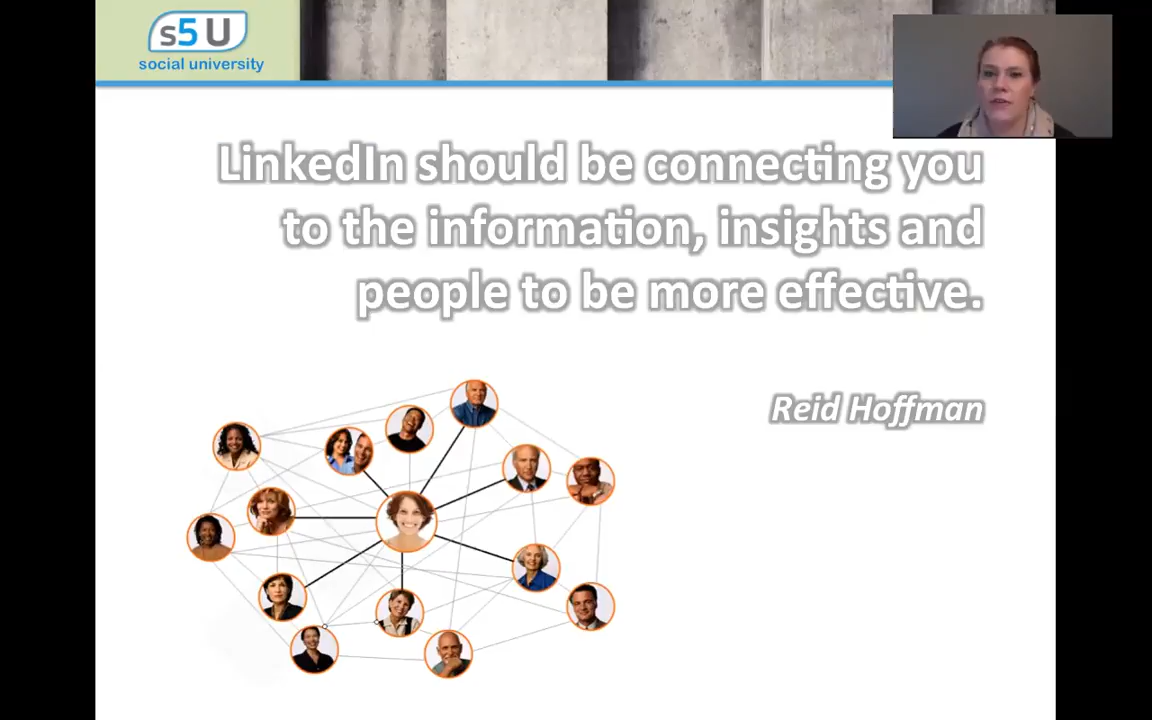 s5U
social university
LinkedIn should be connecting you
to the information, insights and
people to be more effective.
Reid Hoffman